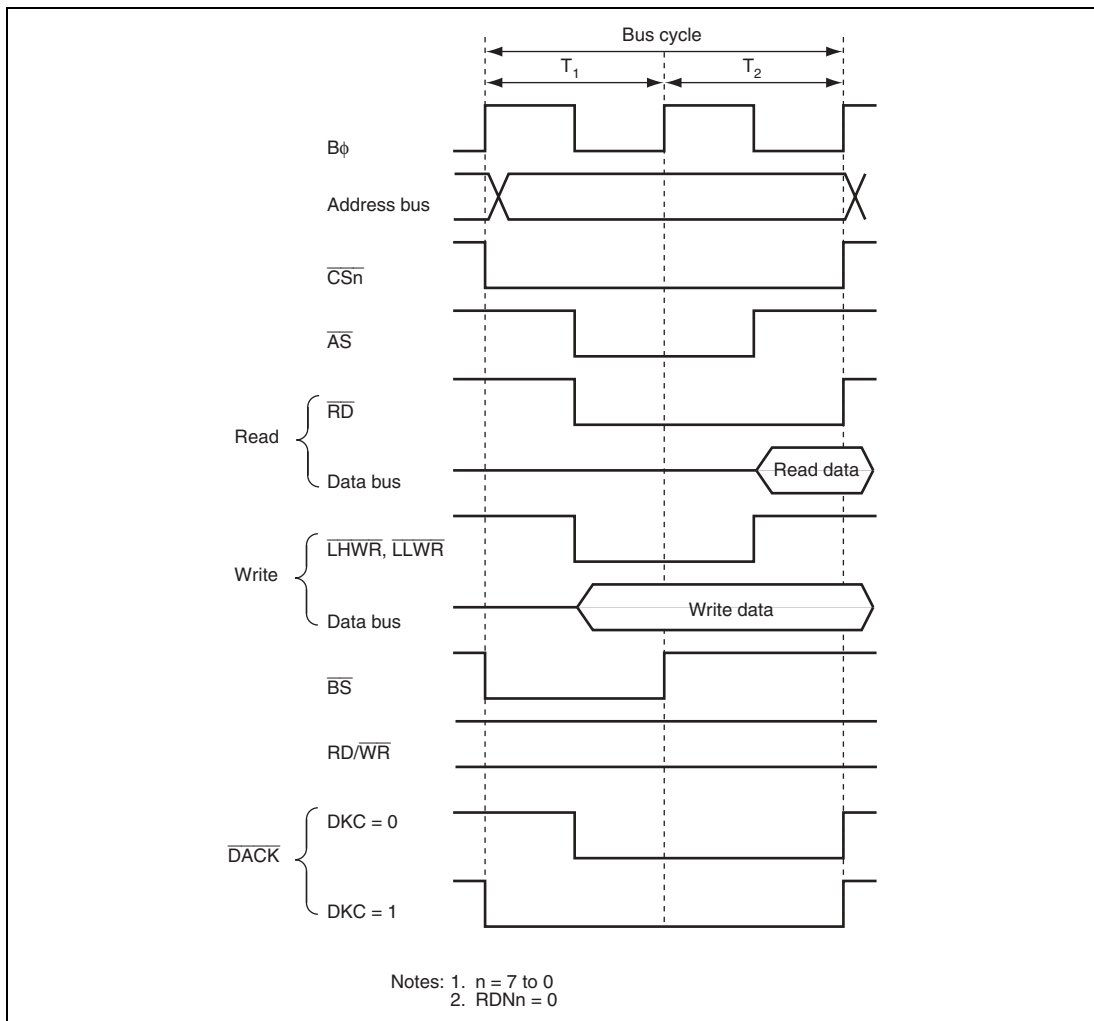 Bus cycle
T1 T2
Bϕ
Address bus
CSn
AS
RD
Read
Data bus
Read data
LHWR, LLWR
Write
Data bus
Write data
BS
RD/WR
DKC = 0
DACK
DKC = 1
Notes: 1. n = 7 to 0
2. RDNn = 0